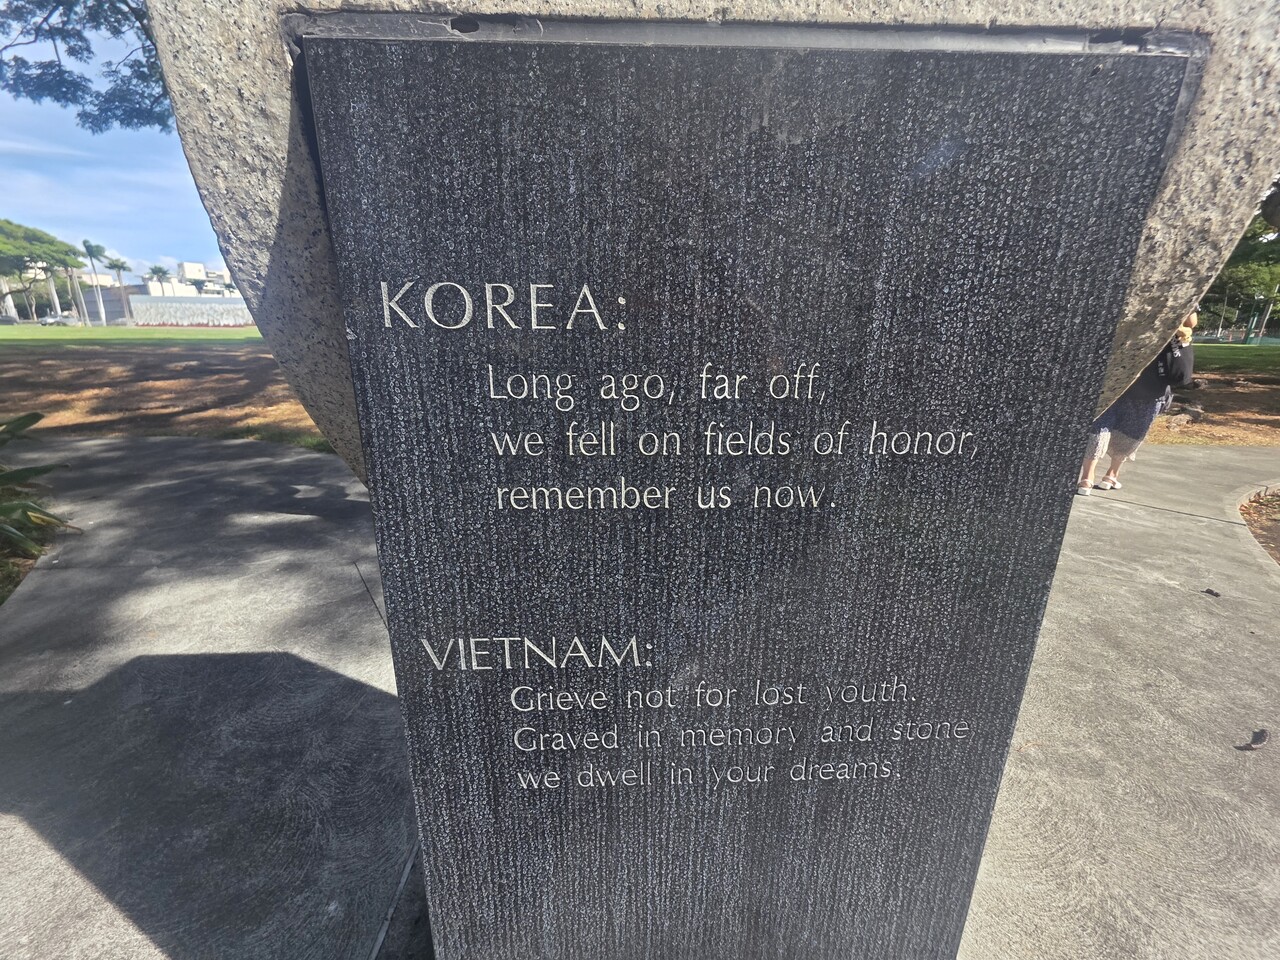 KOREA:
Long ago, far off,
we fell on fields of honor,
remember us now.
VIETNAM:
Grieve not for lost youth.
Graved in memory and stone
we dwell in your dreams.